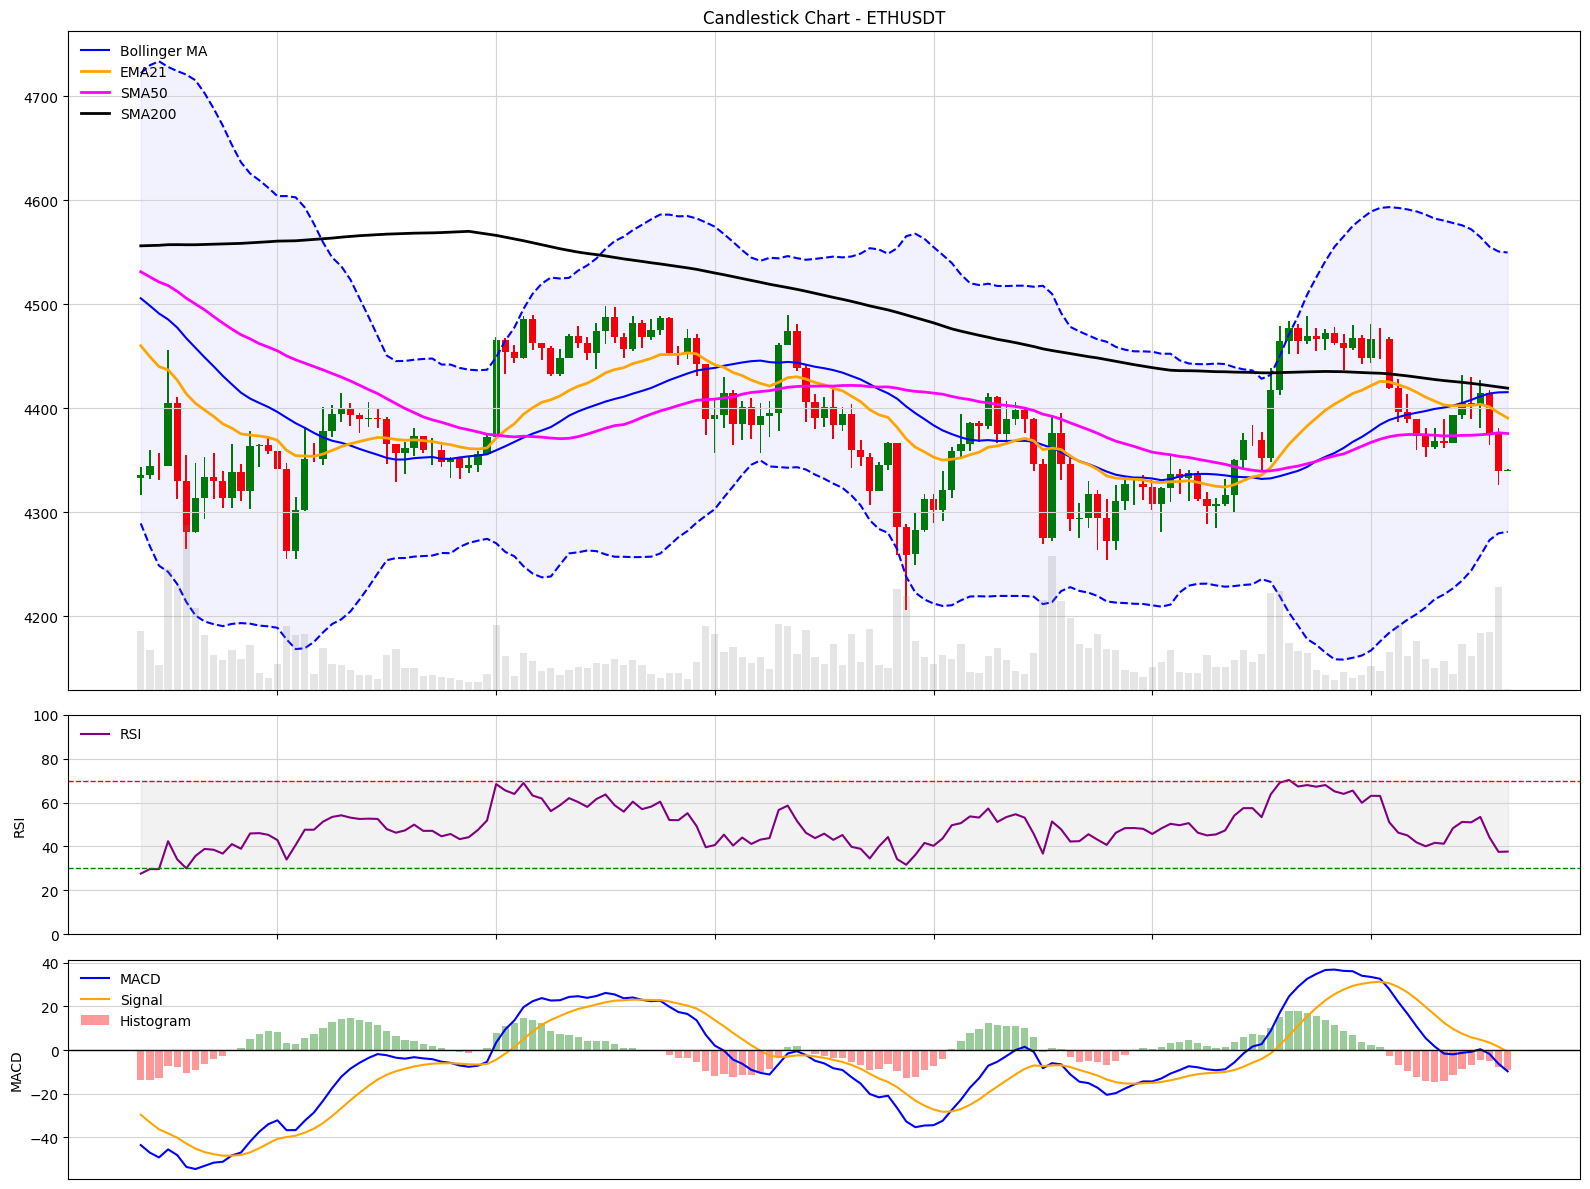 Candlestick Chart - ETHUSDT
Bollinger MA
EMA21
SMA50
SMA200
4700
4600
4500
4400
4300
4200
RSI
100
80
60
40
20
0
RSI
MACD
Signal
Histogram
40
20
0
−20
−40
MACD